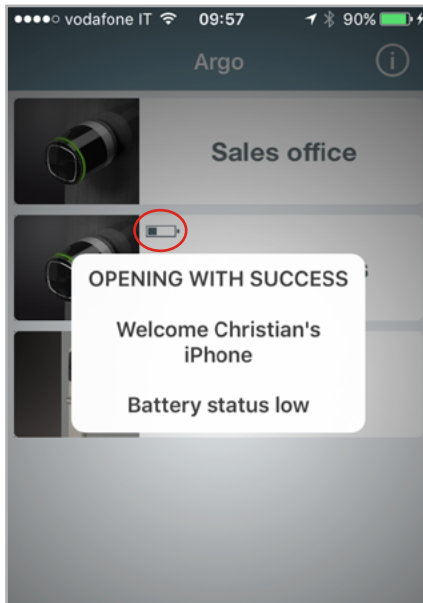 vodafone IT 09:57 90%
Argo
Sales office
OPENING WITH SUCCESS
Welcome Christian's
iPhone
Battery status low